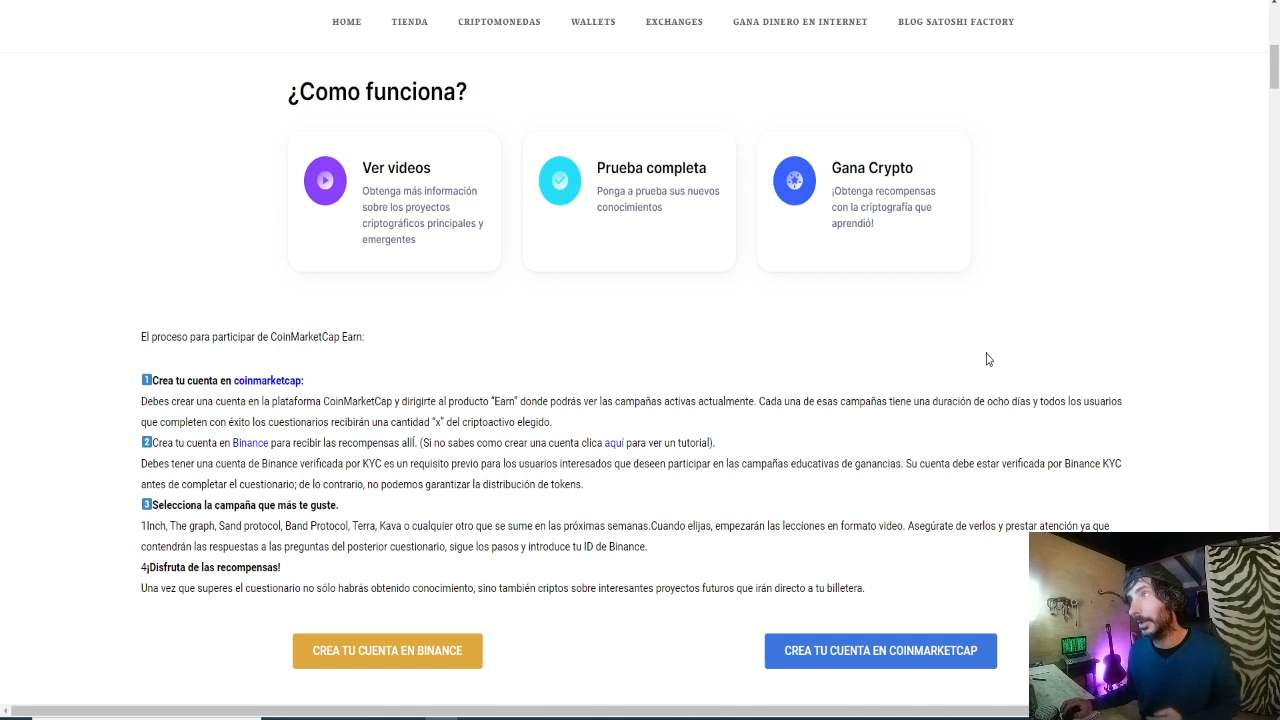 HOME TIENDA CRIPTOMONEDAS WALLETS EXCHANGES GANA DINERO EN INTERNET BLOG SATOSHI FACTORY
¿Como funciona?
Ver videos
Obtenga más información
sobre los proyectos
criptográficos principales y
emergentes
Prueba completa
Ponga a prueba sus nuevos
conocimientos
Gana Crypto
¡Obtenga recompensas
con la criptografía que
aprendió!
El proceso para participar de CoinMarketCap Earn:
1Crea tu cuenta en coinmarketcap:
Debes crear una cuenta en la plataforma CoinMarketCap y dirigirte al producto “Earn” donde podrás ver las campañas activas actualmente. Cada una de esas campañas tiene una duración de ocho días y todos los usuarios
que completen con éxito los cuestionarios recibirán una cantidad “x” del criptoactivo elegido.
2Crea tu cuenta en Binance para recibir las recompensas allÍ. (Si no sabes como crear una cuenta clica aquí para ver un tutorial).
Debes tener una cuenta de Binance verificada por KYC es un requisito previo para los usuarios interesados que deseen participar en las campañas educativas de ganancias. Su cuenta debe estar verificada por Binance KYC
antes de completar el cuestionario; de lo contrario, no podemos garantizar la distribución de tokens.
3Selecciona la campaña que más te guste.
1Inch, The graph, Sand protocol, Band Protocol, Terra, Kava o cualquier otro que se sume en las próximas semanas.Cuando elijas, empezarán las lecciones en formato video. Asegúrate de verlos y prestar atención ya que
contendrán las respuestas a las preguntas del posterior cuestionario, sigue los pasos y introduce tu ID de Binance.
4¡Disfruta de las recompensas!
Una vez que superes el cuestionario no sólo habrás obtenido conocimiento, sino también criptos sobre interesantes proyectos futuros que irán directo a tu billetera.
CREA TU CUENTA EN BINANCE
CREA TU CUENTA EN COINMARKETCAP